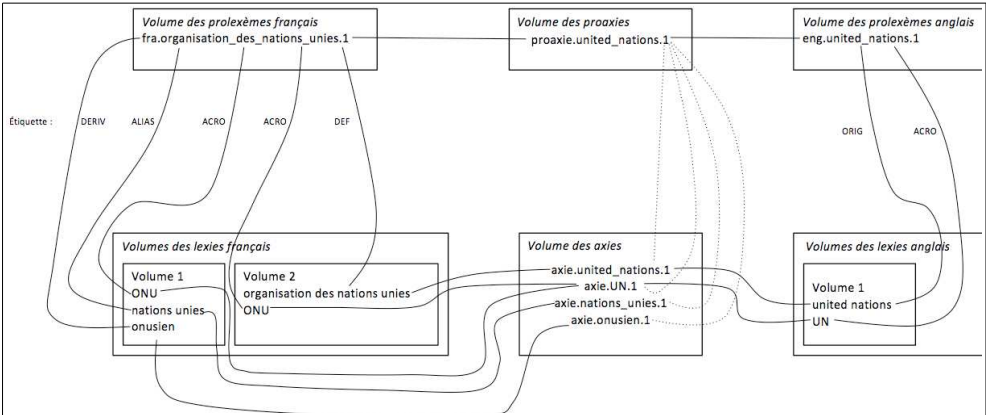 Volume des prolexèmes français
fra.organisation_des_nations_unies.1
Volume des proaxies
proaxie.united_nations.1
Volume des prolexèmes anglais
eng.united_nations.1
Étiquette :
DERIV
ALIAS
ACRO
ACRO
DEF
ORIG
ACRO
Volumes des lexies français
Volume 1
ONU
nations unies
onusien
Volume 2
organisation des nations unies
ONU
Volume des axies
axie.united_nations.1
axie.UN.1
axie.nations_unies.1
axie.onusien.1
Volumes des lexies anglais
Volume 1
united nations
UN